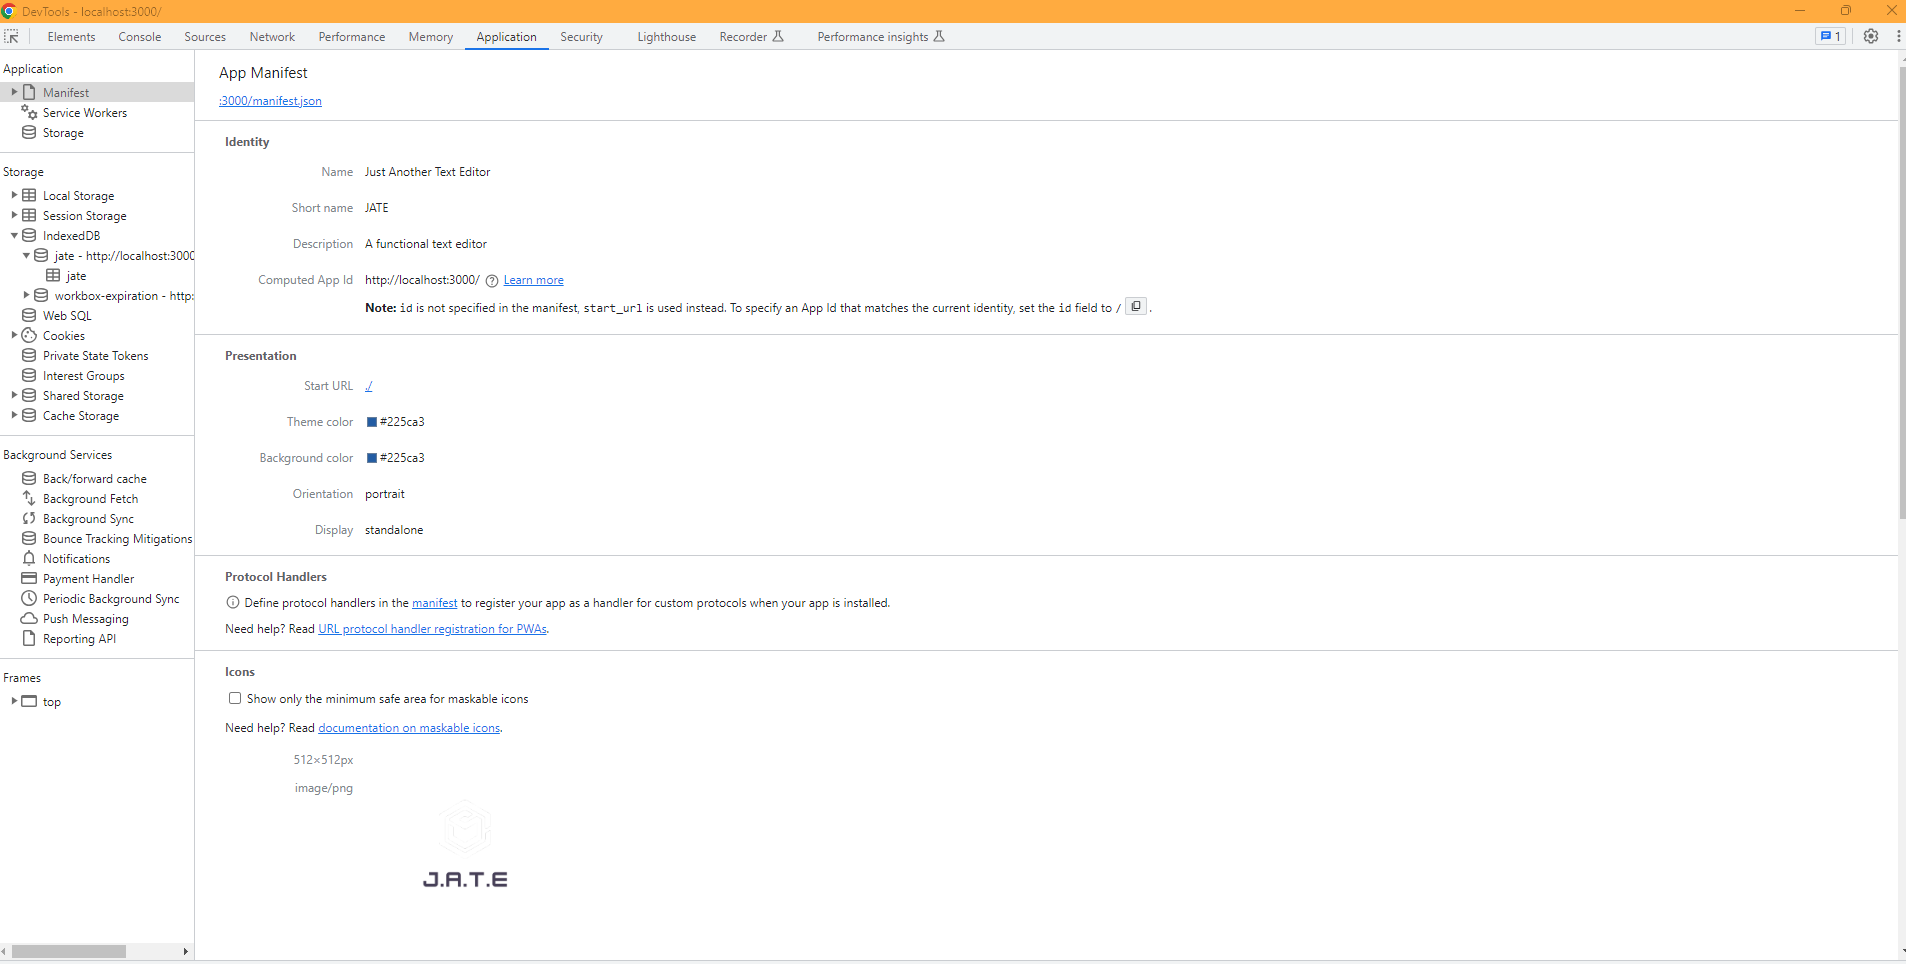 DevTools - localhost:3000/
Elements Console Sources Network Performance Memory Application Security Lighthouse Recorder Performance insights 1
Application
Manifest
Service Workers
Storage
Storage
Local Storage
Session Storage
IndexedDB
jate - http://localhost:3000
jate
workbox-expiration - http:
Web SQL
Cookies
Private State Tokens
Interest Groups
Shared Storage
Cache Storage
Background Services
Back/forward cache
Background Fetch
Background Sync
Bounce Tracking Mitigations
Notifications
Payment Handler
Periodic Background Sync
Push Messaging
Reporting API
Frames
top
App Manifest
:3000/manifest.json
Identity
Name Just Another Text Editor
Short name JATE
Description A functional text editor
Computed App Id http://localhost:3000/ Learn more
Note: id is not specified in the manifest, start_url is used instead. To specify an App Id that matches the current identity, set the id field to / .
Presentation
Start URL ./
Theme color #225ca3
Background color #225ca3
Orientation portrait
Display standalone
Protocol Handlers
Define protocol handlers in the manifest to register your app as a handler for custom protocols when your app is installed.
Need help? Read URL protocol handler registration for PWAs.
Icons
Show only the minimum safe area for maskable icons
Need help? Read documentation on maskable icons.
512×512px
image/png
J.A.T.E